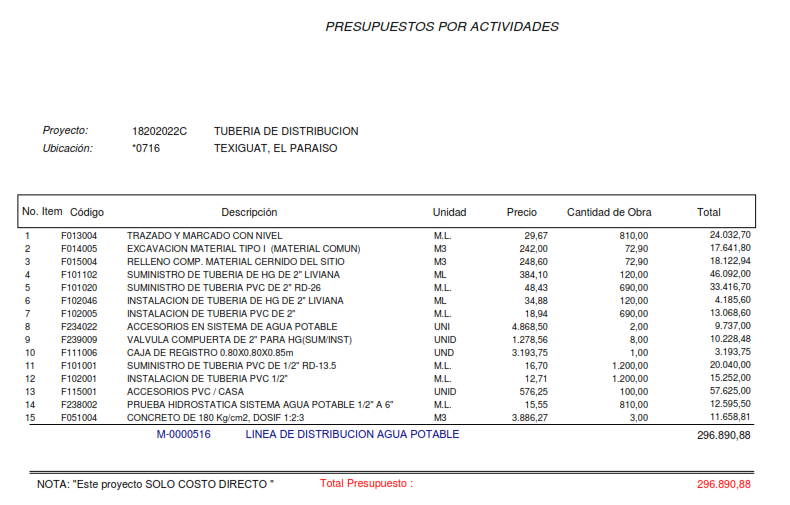 PRESUPUESTOS POR ACTIVIDADES
Proyecto: 18202022C TUBERIA DE DISTRIBUCION
Ubicación: *0716 TEXIGUAT, EL PARAISO
No. Item Código Descripción Unidad Precio Cantidad de Obra Total
1 F013004 TRAZADO Y MARCADO CON NIVEL M.L. 29,67 810,00 24.032,70
2 F014005 EXCAVACION MATERIAL TIPO I (MATERIAL COMUN) M3 242,00 72,90 17.641,80
3 F015004 RELLENO COMP. MATERIAL CERNIDO DEL SITIO M3 248,60 72,90 18.122,94
4 F101102 SUMINISTRO DE TUBERIA DE HG DE 2" LIVIANA ML 384,10 120,00 46.092,00
5 F101020 SUMINISTRO DE TUBERIA PVC DE 2" RD-26 M.L. 48,43 690,00 33.416,70
6 F102046 INSTALACION DE TUBERIA DE HG DE 2" LIVIANA ML 34,88 120,00 4.185,60
7 F102005 INSTALACION DE TUBERIA PVC DE 2" M.L. 18,94 690,00 13.068,60
8 F234022 ACCESORIOS EN SISTEMA DE AGUA POTABLE UNI 4.868,50 2,00 9.737,00
9 F239009 VALVULA COMPUERTA DE 2" PARA HG(SUM/INST) UNID 1.278,56 8,00 10.228,48
10 F111006 CAJA DE REGISTRO 0.80X0.80X0.85m UND 3.193,75 1,00 3.193,75
11 F101001 SUMINISTRO DE TUBERIA PVC DE 1/2" RD-13.5 M.L. 16,70 1.200,00 20.040,00
12 F102001 INSTALACION DE TUBERIA PVC 1/2" M.L. 12,71 1.200,00 15.252,00
13 F115001 ACCESORIOS PVC / CASA UNID 576,25 100,00 57.625,00
14 F238002 PRUEBA HIDROSTATICA SISTEMA AGUA POTABLE 1/2" A 6" M.L. 15,55 810,00 12.595,50
15 F051004 CONCRETO DE 180 Kg/cm2, DOSIF 1:2:3 M3 3.886,27 3,00 11.658,81
M-0000516 LINEA DE DISTRIBUCION AGUA POTABLE 296.890,88
NOTA: "Este proyecto SOLO COSTO DIRECTO " Total Presupuesto : 296.890,88